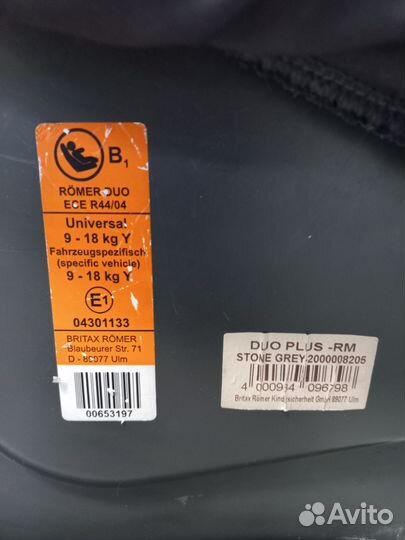 B1
RÖMER DUO
ECE R44/04
Universal
9 - 18 kg Y
Fahrzeugspezifisch
(specific vehicle)
9 - 18 kg Y
E1
04301133
BRITAX RÖMER
Blaubeurer Str. 71
D - 89077 Ulm
00653197
DUO PLUS -RM
STONE GREY 2000008206
4 000984 096798
Britax Römer Kindersicherheit GmbH 89077 Ulm
Avito